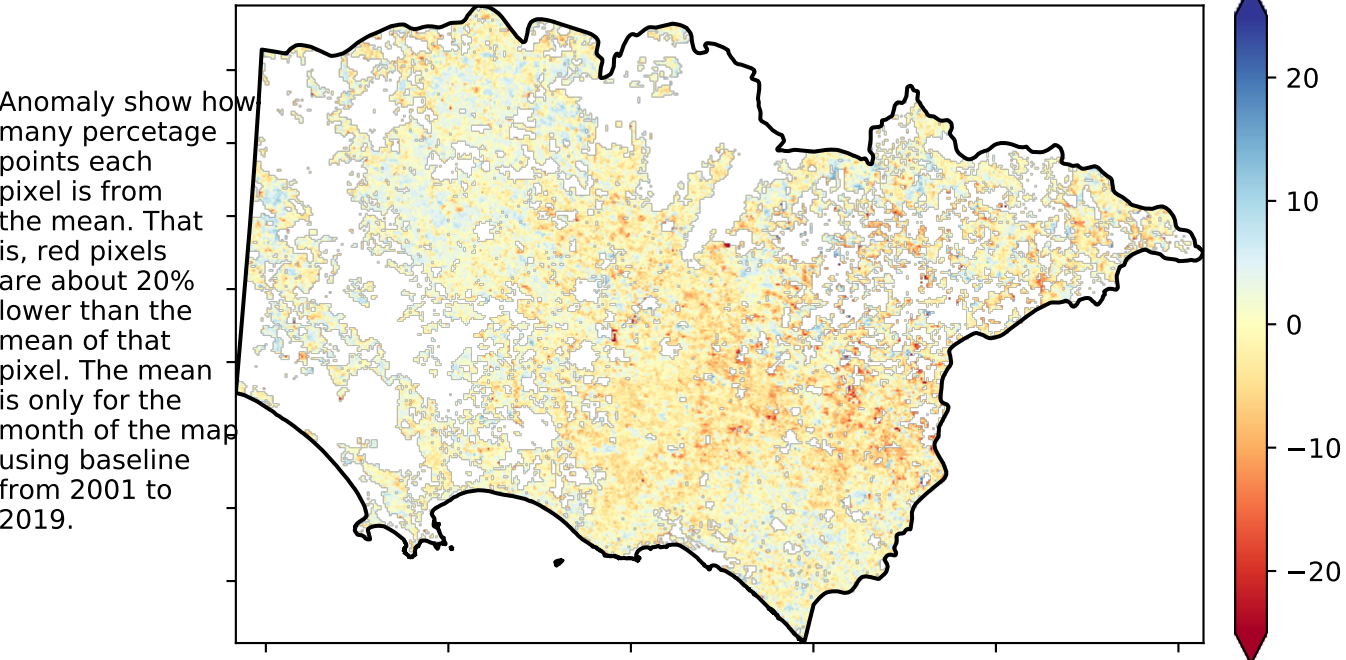 Anomaly show how
many percetage
points each
pixel is from
the mean. That
is, red pixels
are about 20%
lower than the
mean of that
pixel. The mean
is only for the
month of the map
using baseline
from 2001 to
2019.
20
10
0
−10
−20